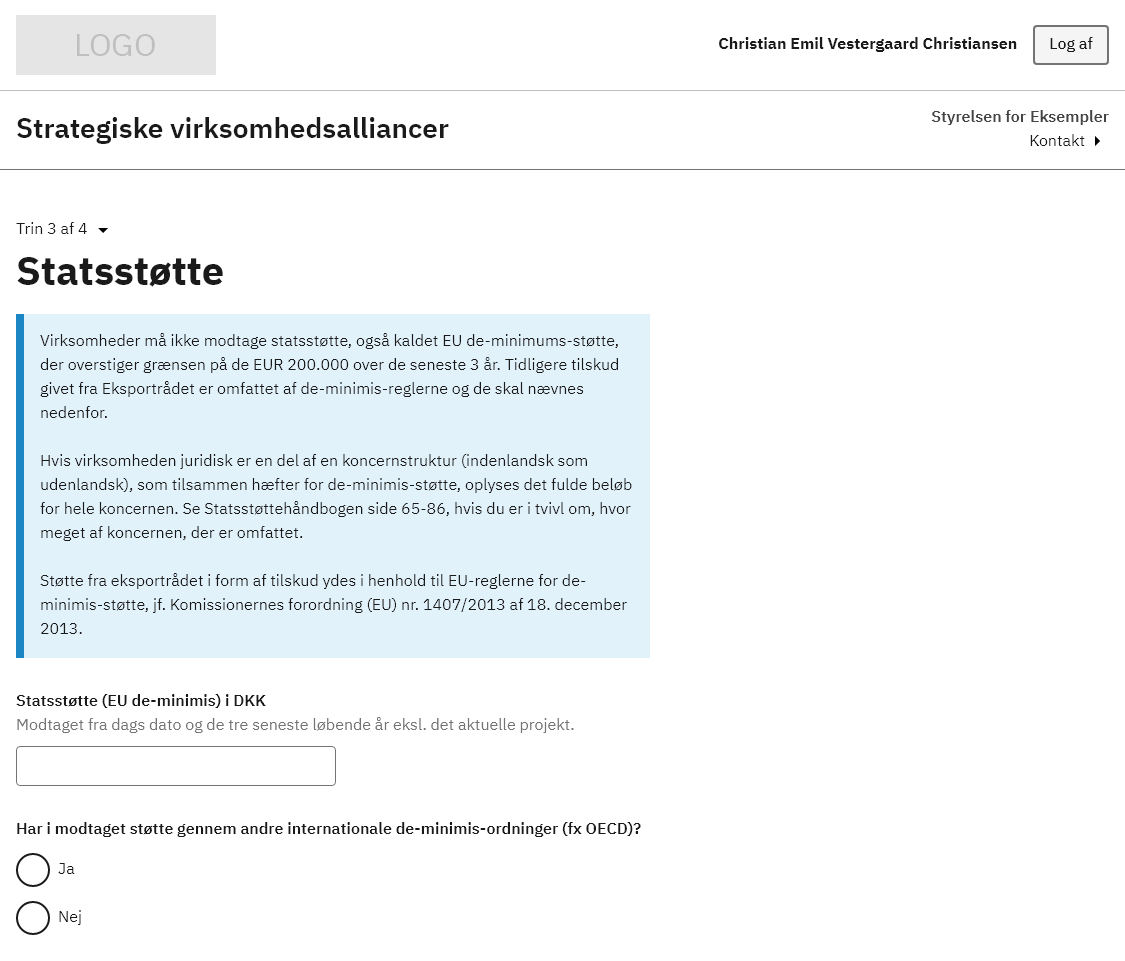 LOGO
Christian Emil Vestergaard Christiansen
Log af
Strategiske virksomhedsalliancer
Styrelsen for Eksempler
Kontakt
Trin 3 af 4
Statsstøtte
Virksomheder må ikke modtage statsstøtte, også kaldet EU de-minimums-støtte,
der overstiger grænsen på de EUR 200.000 over de seneste 3 år. Tidligere tilskud
givet fra Eksportrådet er omfattet af de-minimis-reglerne og de skal nævnes
nedenfor.
Hvis virksomheden juridisk er en del af en koncernstruktur (indenlandsk som
udenlandsk), som tilsammen hæfter for de-minimis-støtte, oplyses det fulde beløb
for hele koncernen. Se Statsstøttehåndbogen side 65-86, hvis du er i tvivl om, hvor
meget af koncernen, der er omfattet.
Støtte fra eksportrådet i form af tilskud ydes i henhold til EU-reglerne for de-
minimis-støtte, jf. Komissionernes forordning (EU) nr. 1407/2013 af 18. december
2013.
Statsstøtte (EU de-minimis) i DKK
Modtaget fra dags dato og de tre seneste løbende år eksl. det aktuelle projekt.
Har i modtaget støtte gennem andre internationale de-minimis-ordninger (fx OECD)?
Ja
Nej